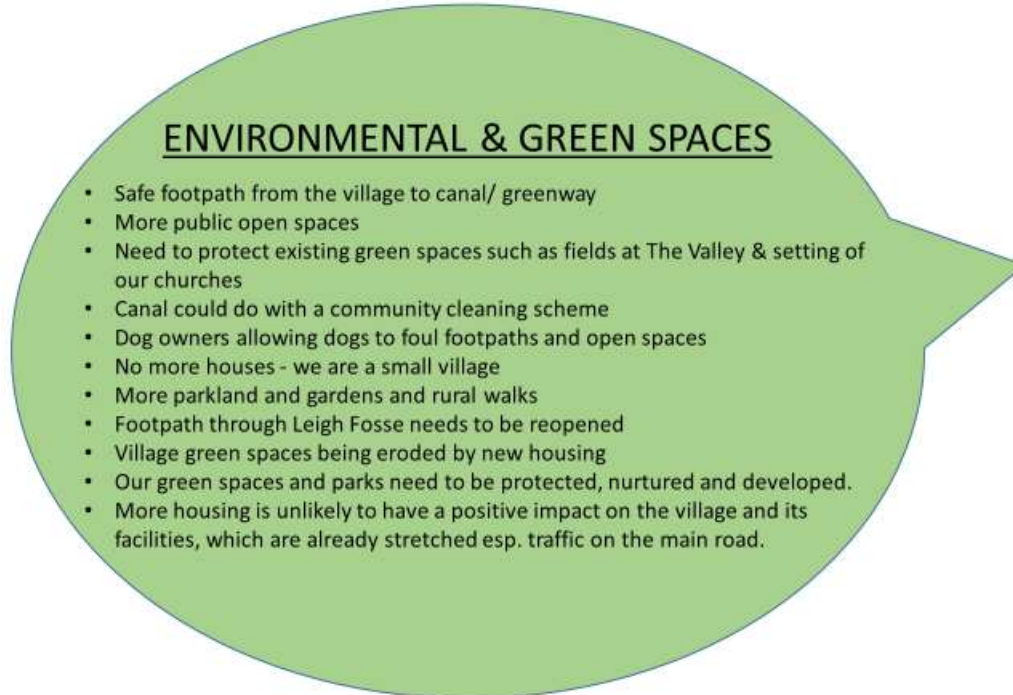 ENVIRONMENTAL & GREEN SPACES
• Safe footpath from the village to canal/ greenway
• More public open spaces
• Need to protect existing green spaces such as fields at The Valley & setting of
our churches
• Canal could do with a community cleaning scheme
• Dog owners allowing dogs to foul footpaths and open spaces
• No more houses - we are a small village
• More parkland and gardens and rural walks
• Footpath through Leigh Fosse needs to be reopened
• Village green spaces being eroded by new housing
• Our green spaces and parks need to be protected, nurtured and developed.
• More housing is unlikely to have a positive impact on the village and its
facilities, which are already stretched esp. traffic on the main road.